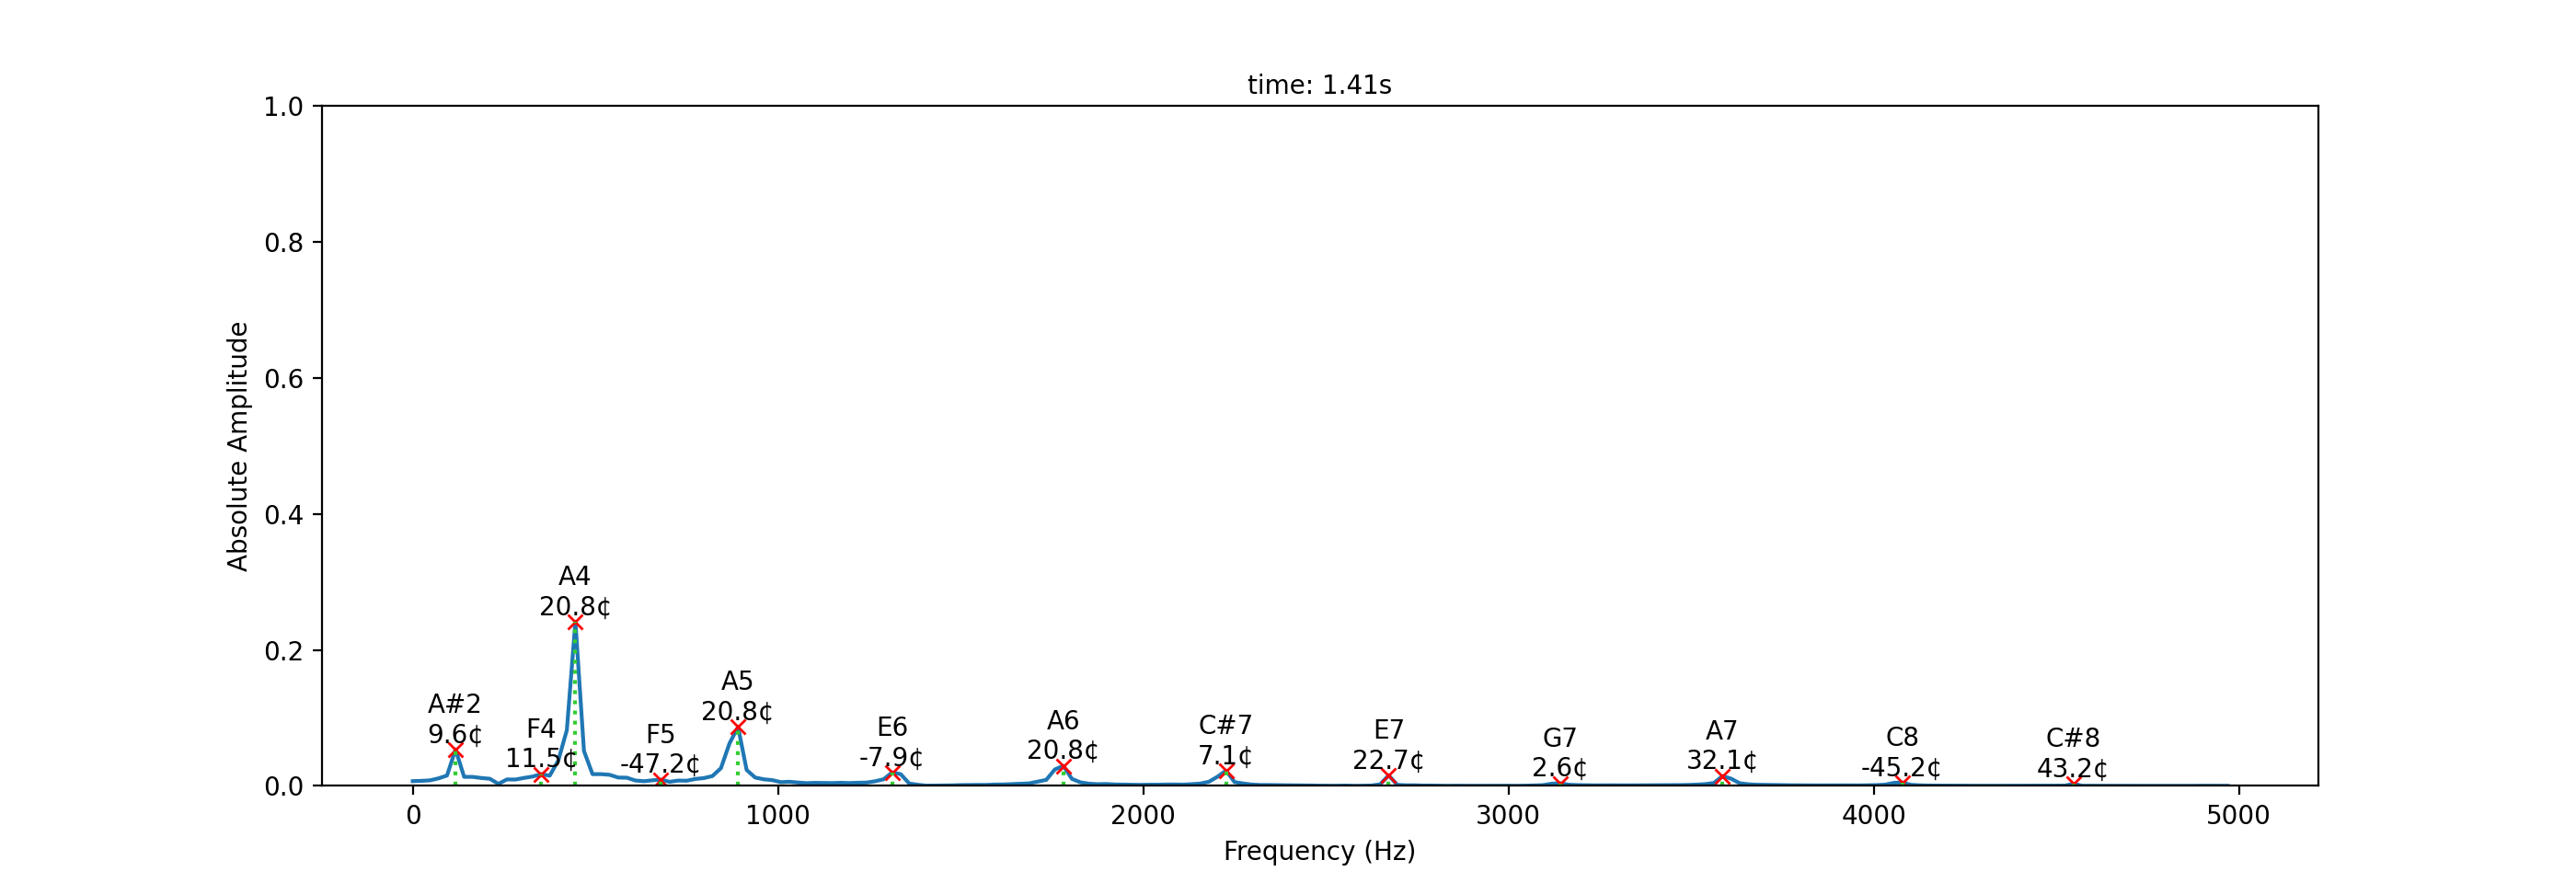 time: 1.41s
1.0
0.8
0.6
0.4
0.2
0.0
Absolute Amplitude
A#2
9.6¢
F4
11.5¢
A4
20.8¢
F5
-47.2¢
A5
20.8¢
E6
-7.9¢
A6
20.8¢
C#7
7.1¢
E7
22.7¢
G7
2.6¢
A7
32.1¢
C8
-45.2¢
C#8
43.2¢
0 1000 2000 3000 4000 5000
Frequency (Hz)